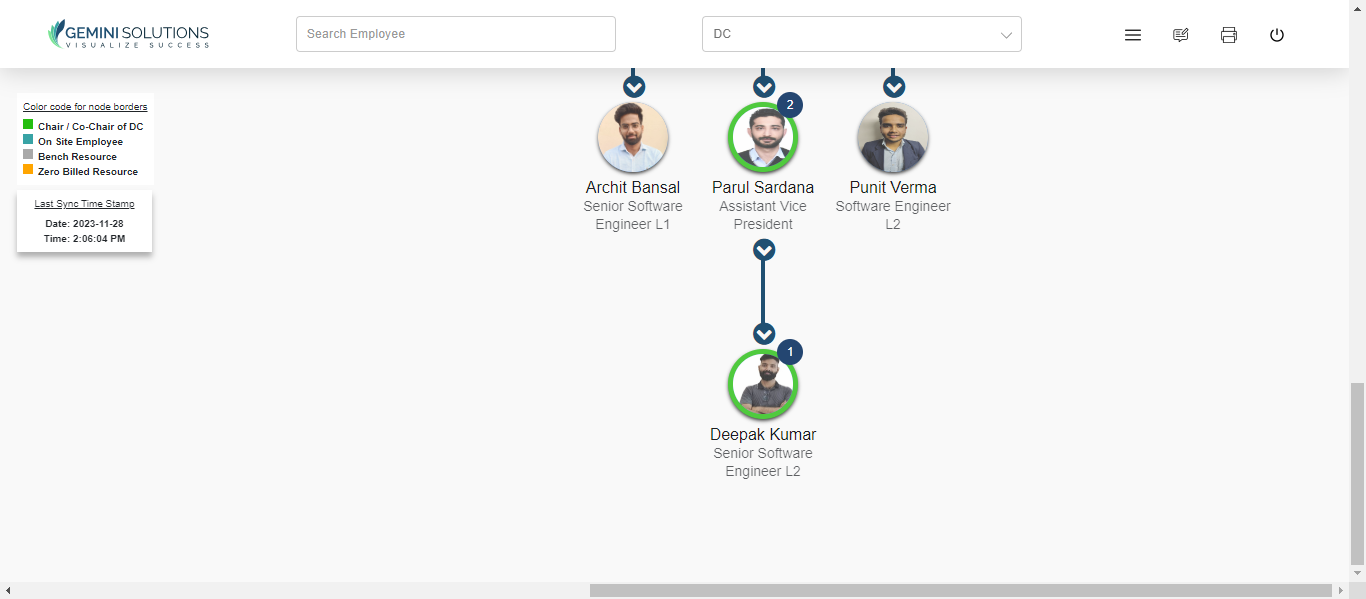 GEMINI SOLUTIONS
VISUALIZE SUCCESS
Search Employee
DC
Color code for node borders
Chair / Co-Chair of DC
On Site Employee
Bench Resource
Zero Billed Resource
Last Sync Time Stamp
Date: 2023-11-28
Time: 2:06:04 PM
Archit Bansal
Senior Software
Engineer L1
2
Parul Sardana
Assistant Vice
President
Punit Verma
Software Engineer
L2
1
Deepak Kumar
Senior Software
Engineer L2